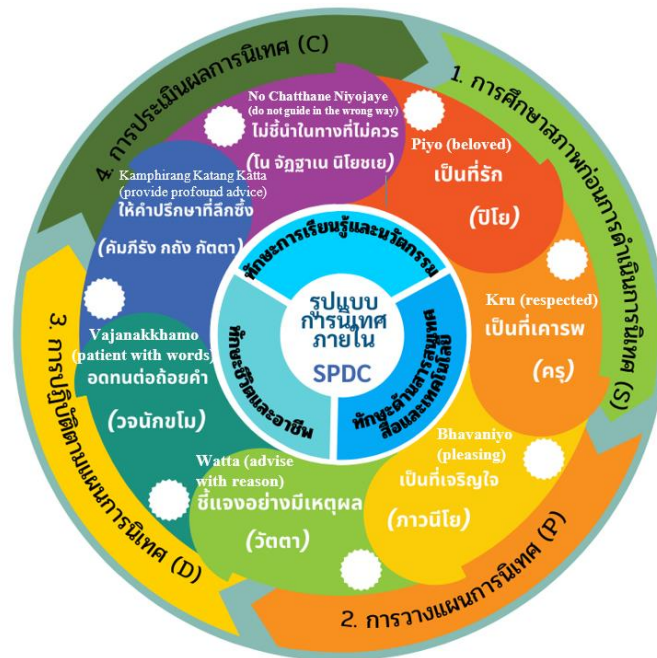 4. การประเมินผลการนิเทศ (C)
1. การศึกษาสภาพก่อนการดำเนินการนิเทศ (S)
No Chatthane Niyojaye
(do not guide in the wrong way)
ไม่ชี้นำในทางที่ไม่ควร
(โน จัฏฐาเน นิโยชเย)
Piyo (beloved)
เป็นที่รัก
(ปิโย)
Kamphirang Katang Katta
(provide profound advice)
ให้คำปรึกษาที่ลึกซึ้ง
(คัมภีรัง กถัง กัตตา)
ทักษะการเรียนรู้และนวัตกรรม
Kru (respected)
เป็นที่เคารพ
(ครุ)
รูปแบบ
การนิเทศ
ภายใน
SPDC
ทักษะชีวิตและอาชีพ
ทักษะด้านสารสนเทศ
สื่อและเทคโนโลยี
Vajanakkhamo
(patient with words)
อดทนต่อถ้อยคำ
(วจนักขโม)
Bhavaniyo
(pleasing)
เป็นที่เจริญใจ
(ภาวนีโย)
Watta (advise
with reason)
ชี้แจงอย่างมีเหตุผล
(วัตตา)
3. การปฏิบัติตามแผนการนิเทศ (D)
2. การวางแผนการนิเทศ (P)